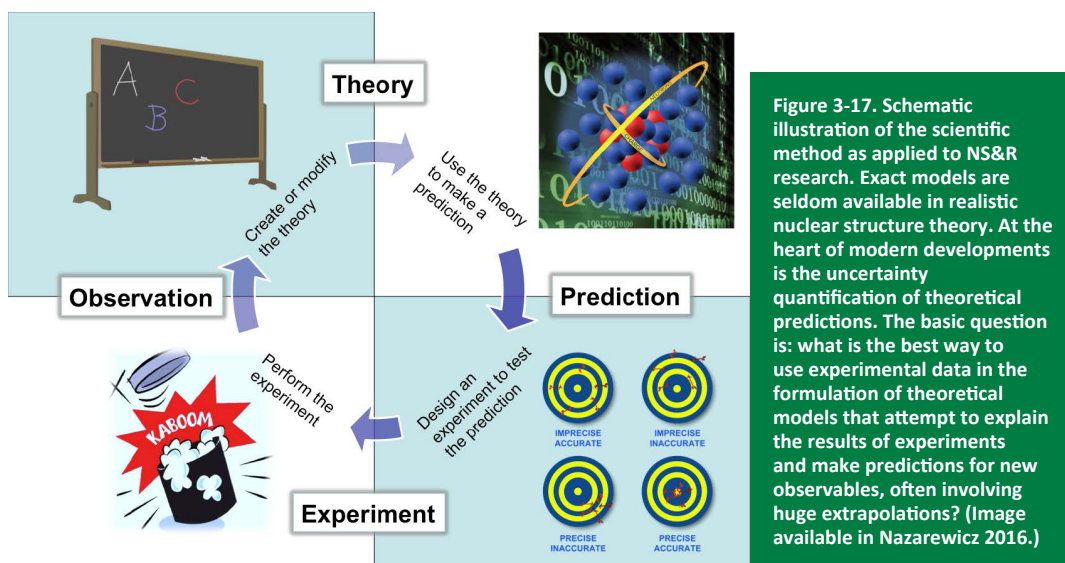 A
B
C
Theory
Create or modify
the theory
Use the theory
to make a
prediction
Observation
Prediction
Perform the
experiment
Design an
experiment to test
the prediction
KABOOM
IMPRECISE
ACCURATE
IMPRECISE
INACCURATE
PRECISE
INACCURATE
PRECISE
ACCURATE
Experiment
Figure 3-17. Schematic
illustration of the scientific
method as applied to NS&R
research. Exact models are
seldom available in realistic
nuclear structure theory. At the
heart of modern developments
is the uncertainty
quantification of theoretical
predictions. The basic question
is: what is the best way to
use experimental data in the
formulation of theoretical
models that attempt to explain
the results of experiments
and make predictions for new
observables, often involving
huge extrapolations? (Image
available in Nazarewicz 2016.)